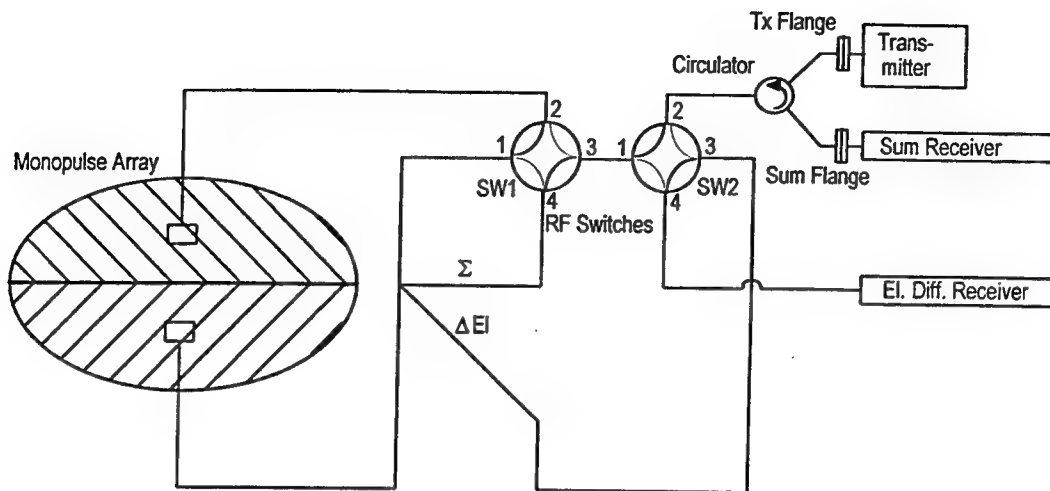 Tx Flange
Trans-
mitter
Circulator
2
2
Monopulse Array
1
3
1
3
Sum Receiver
SW1
SW2
Sum Flange
4
4
RF Switches
Σ
El. Diff. Receiver
Δ El